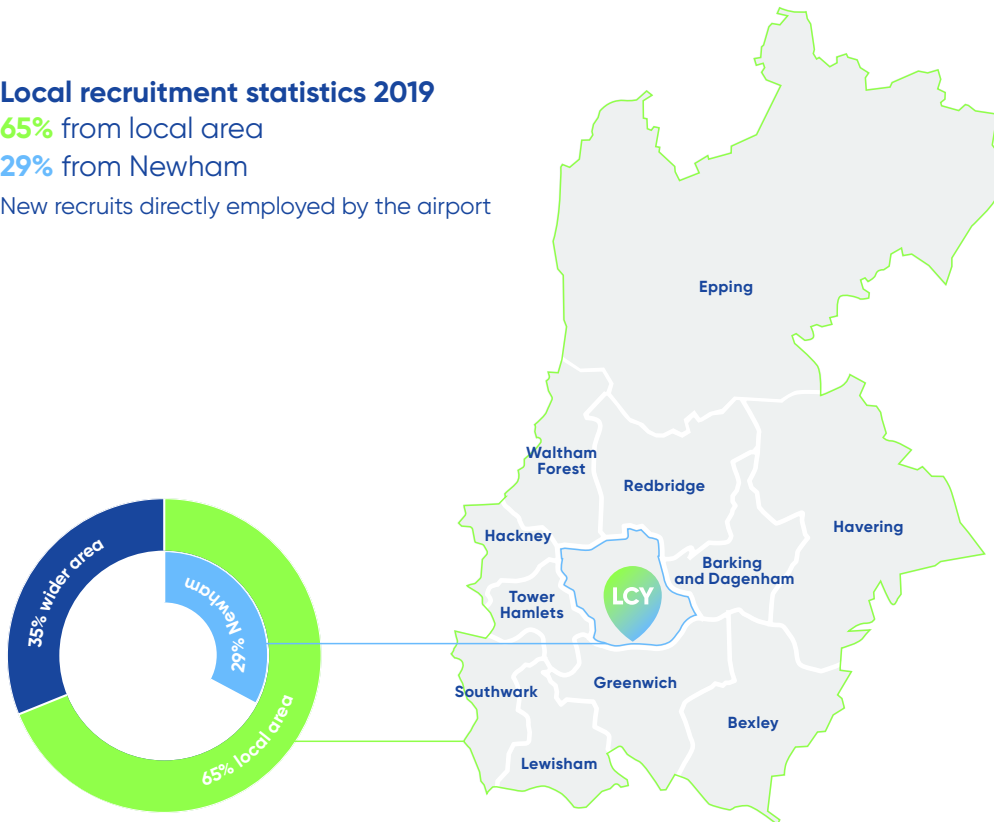 Local recruitment statistics 2019
65% from local area
29% from Newham
New recruits directly employed by the airport
Epping
Waltham
Forest
Redbridge
Hackney
Havering
Barking
and Dagenham
Tower
Hamlets
LCY
Southwark
Greenwich
Bexley
Lewisham
35% wider area
29% Newham
65% local area